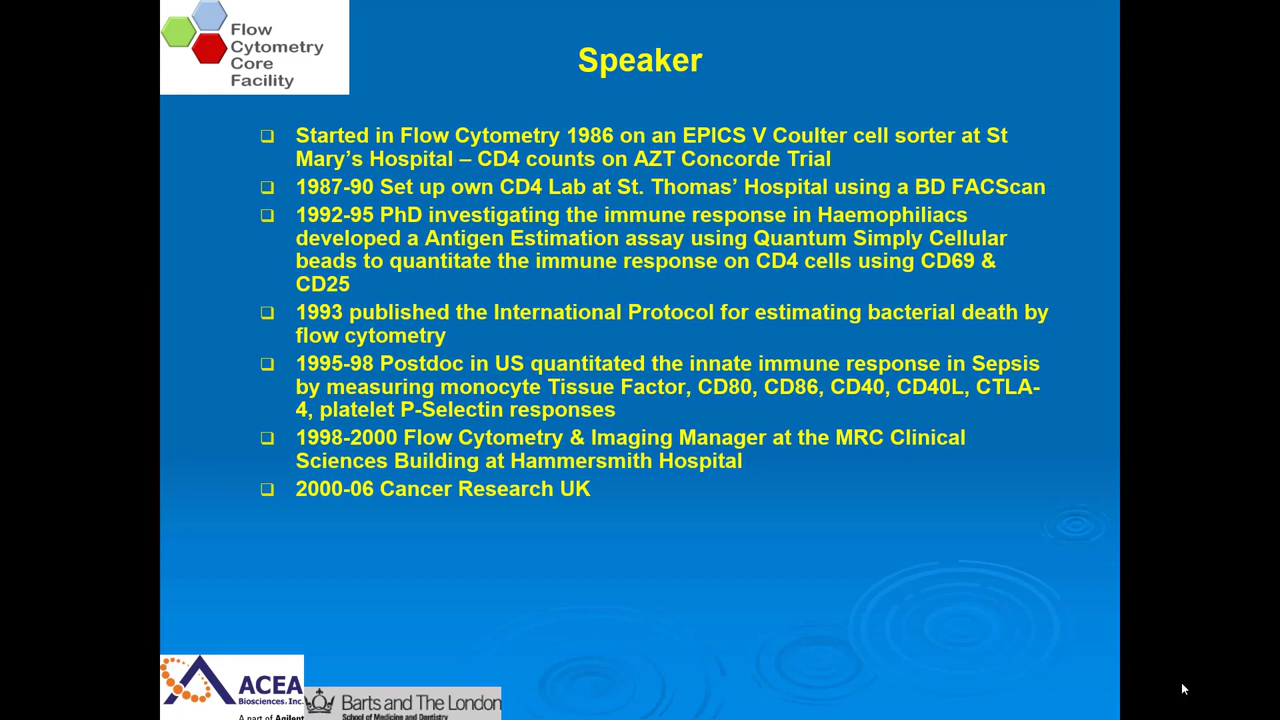 Flow
Cytometry
Core
Facility
Speaker
Started in Flow Cytometry 1986 on an EPICS V Coulter cell sorter at St
Mary’s Hospital – CD4 counts on AZT Concorde Trial
1987-90 Set up own CD4 Lab at St. Thomas’ Hospital using a BD FACScan
1992-95 PhD investigating the immune response in Haemophiliacs
developed a Antigen Estimation assay using Quantum Simply Cellular
beads to quantitate the immune response on CD4 cells using CD69 &
CD25
1993 published the International Protocol for estimating bacterial death by
flow cytometry
1995-98 Postdoc in US quantitated the innate immune response in Sepsis
by measuring monocyte Tissue Factor, CD80, CD86, CD40, CD40L, CTLA-
4, platelet P-Selectin responses
1998-2000 Flow Cytometry & Imaging Manager at the MRC Clinical
Sciences Building at Hammersmith Hospital
2000-06 Cancer Research UK
ACEA
Biosciences, Inc.
A part of Agilent
Barts and The London
School of Medicine and Dentistry